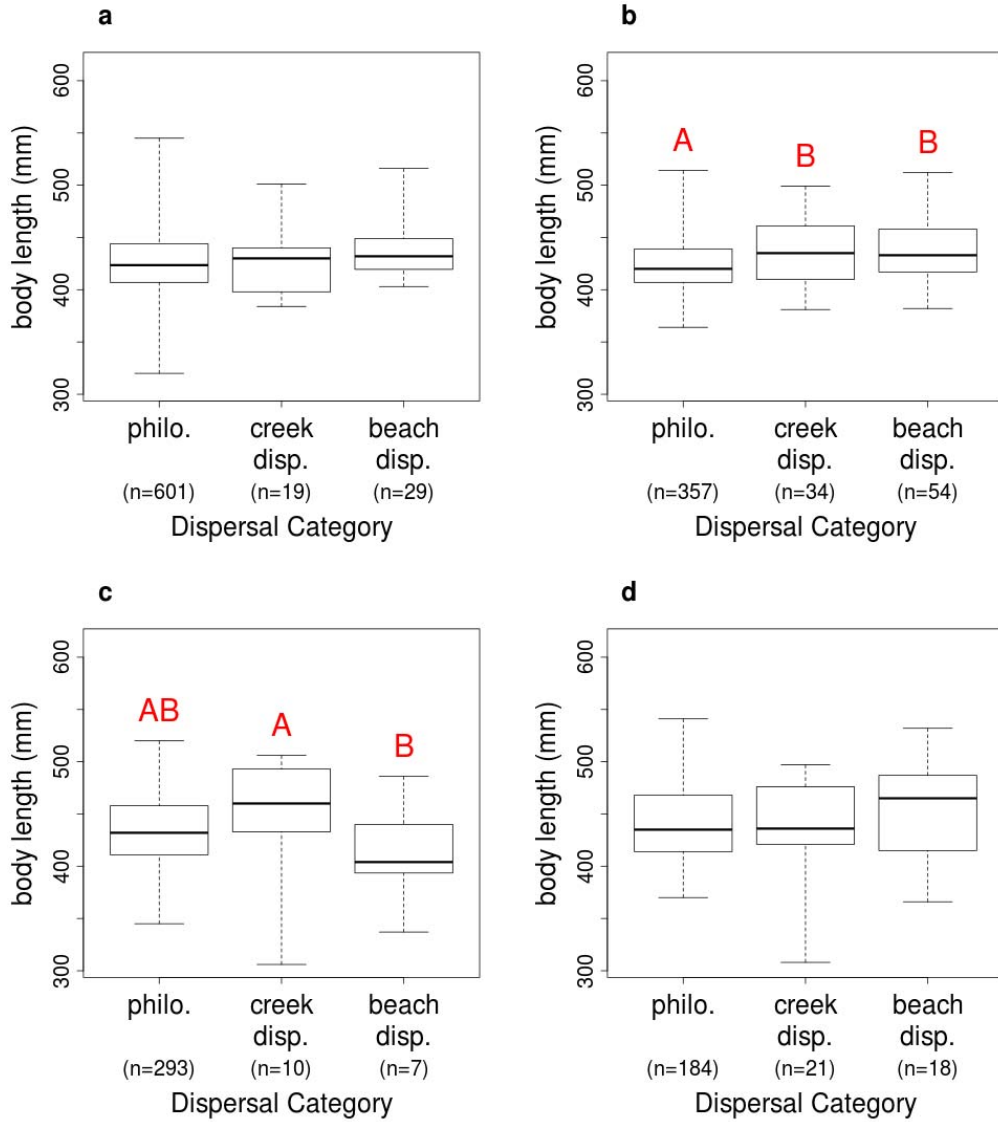 a
600
500
400
300
body length (mm)
A
B
B
philo.
creek
disp.
beach
disp.
(n=601)
(n=19)
(n=29)
Dispersal Category
b
600
500
400
300
body length (mm)
philo.
creek
disp.
beach
disp.
(n=357)
(n=34)
(n=54)
Dispersal Category
c
600
500
400
300
body length (mm)
AB
A
B
philo.
creek
disp.
beach
disp.
(n=293)
(n=10)
(n=7)
Dispersal Category
d
600
500
400
300
body length (mm)
philo.
creek
disp.
beach
disp.
(n=184)
(n=21)
(n=18)
Dispersal Category